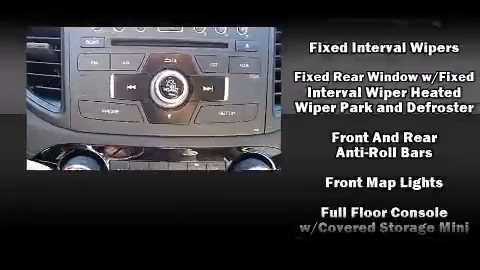 Fixed Interval Wipers
Fixed Rear Window w/Fixed
Interval Wiper Heated
Wiper Park and Defroster
Front And Rear
Anti-Roll Bars
Front Map Lights
Full Floor Console
w/Covered Storage Mini
SETUP